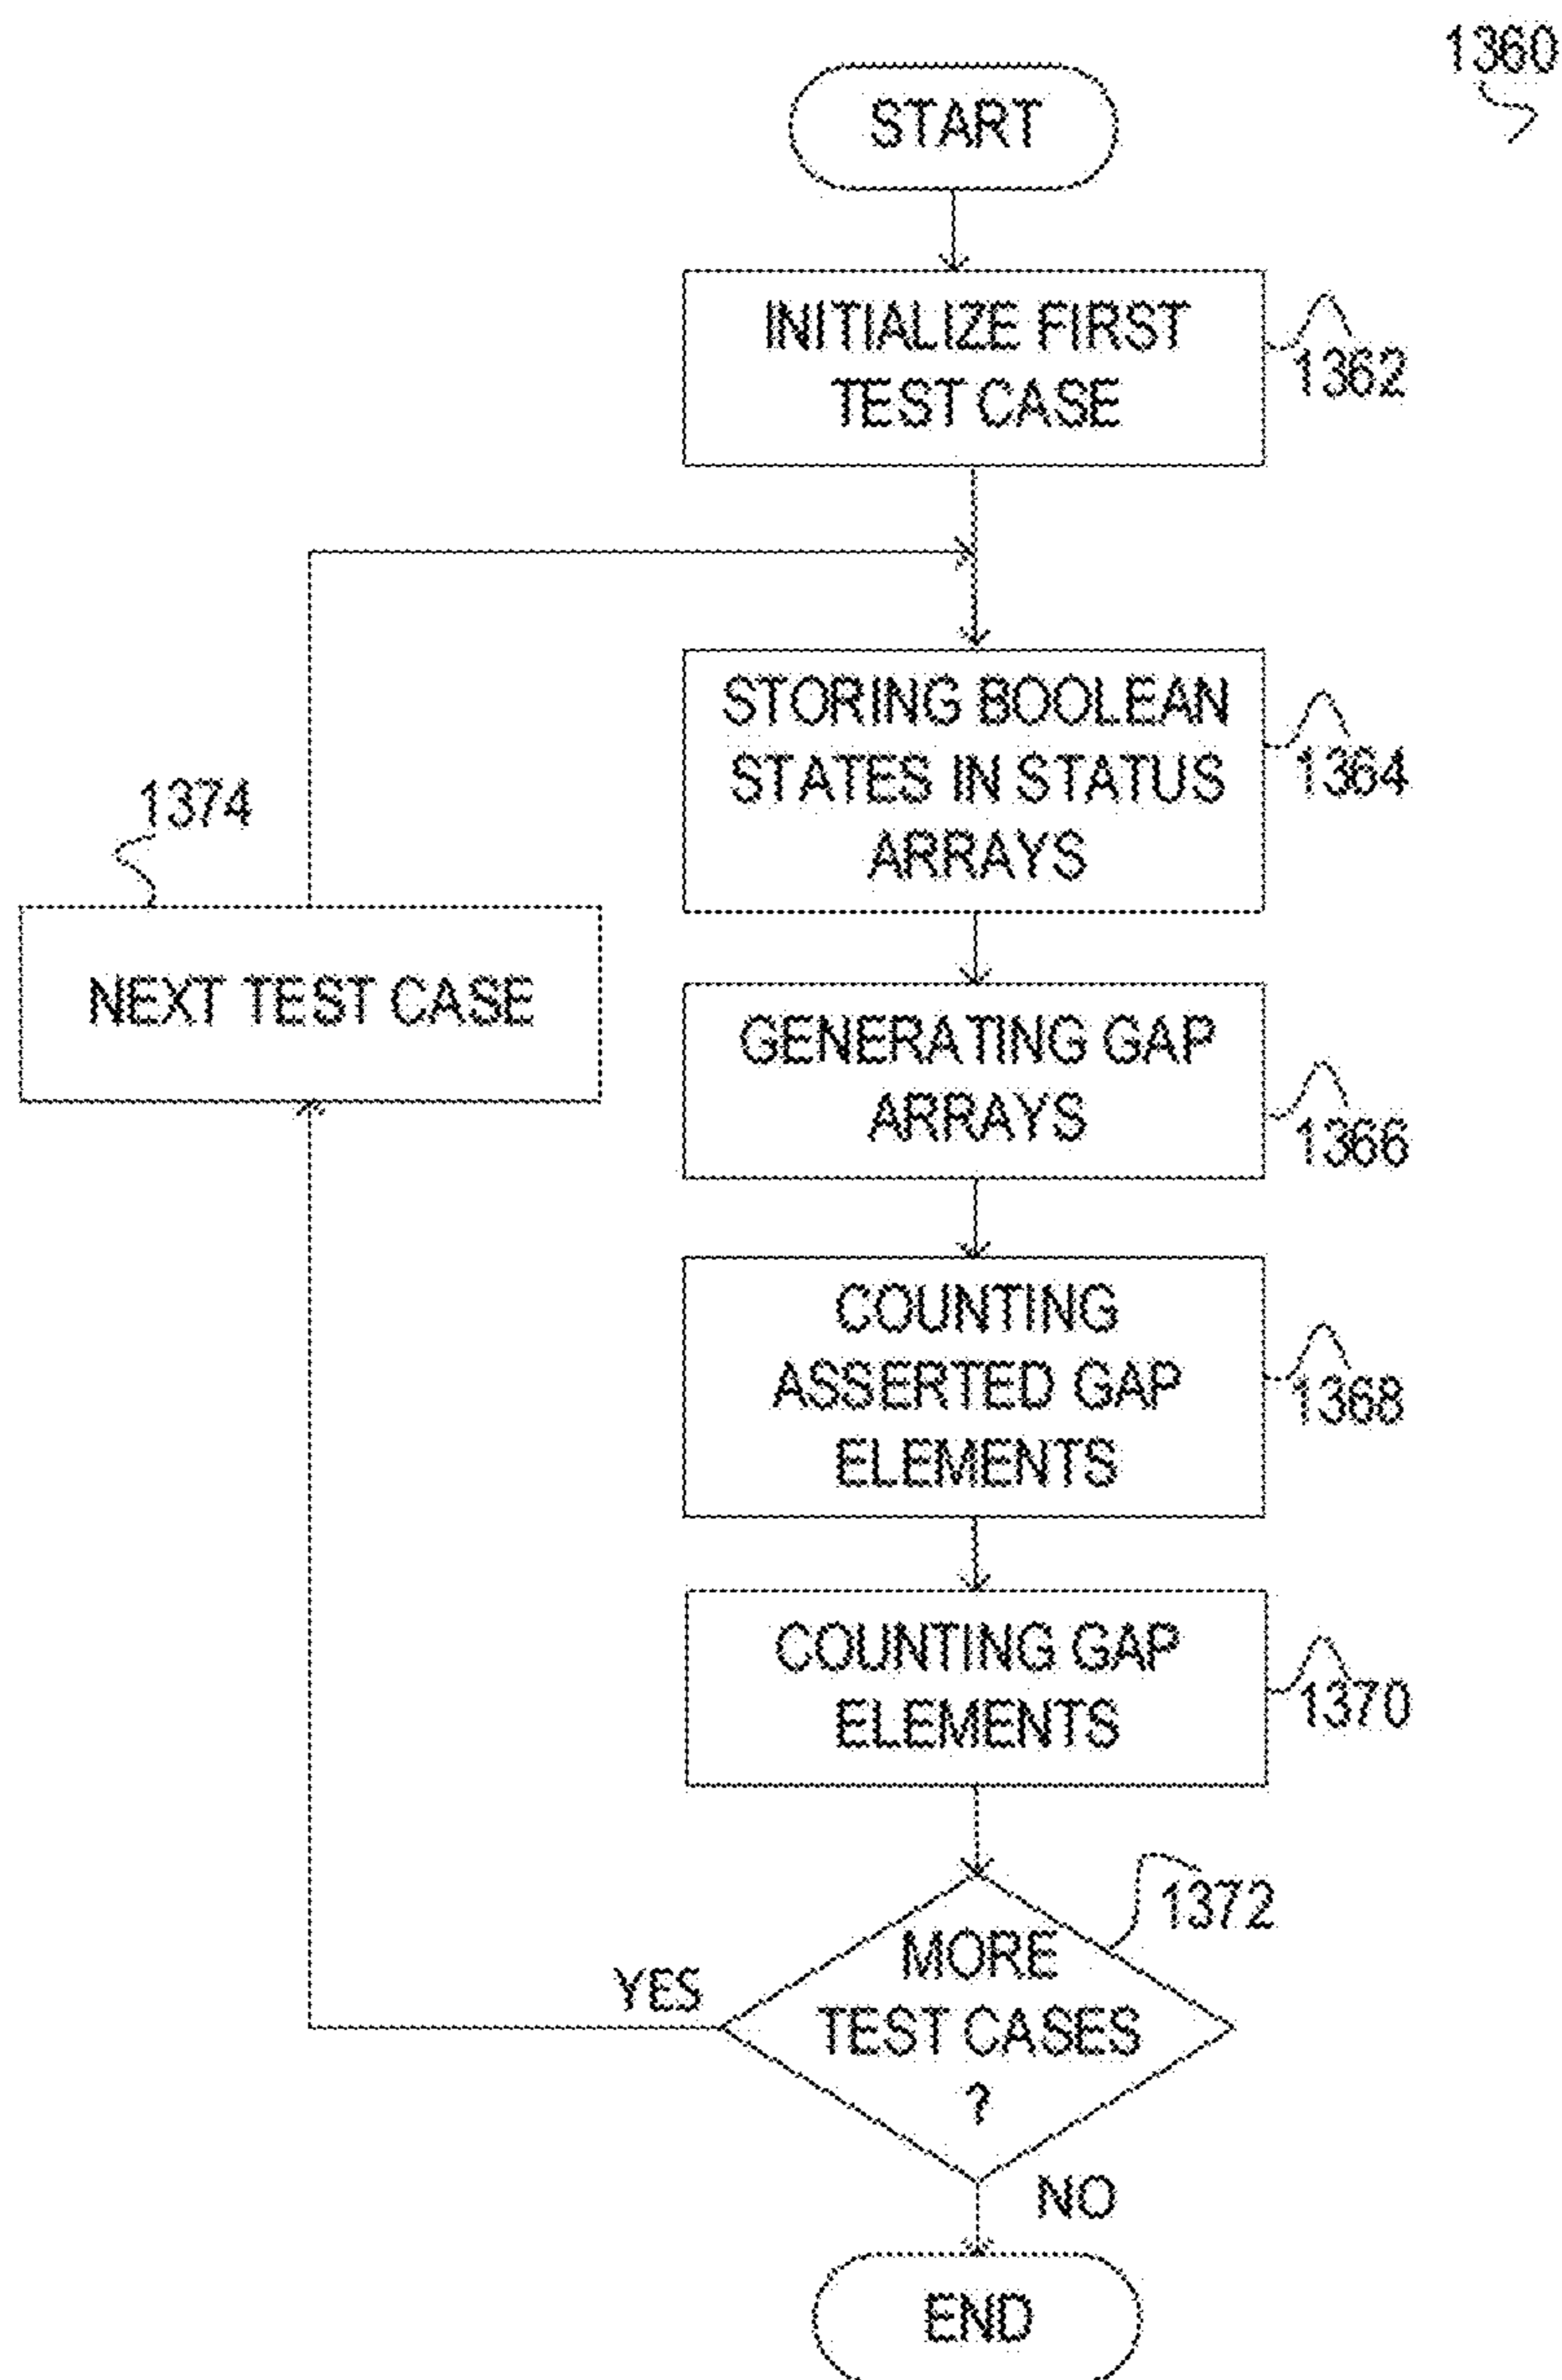 1360
START
INITIALIZE FIRST
TEST CASE
1362
STORING BOOLEAN
STATES IN STATUS
ARRAYS
1364
1374
NEXT TEST CASE
GENERATING GAP
ARRAYS
1366
COUNTING
ASSERTED GAP
ELEMENTS
1368
COUNTING GAP
ELEMENTS
1370
1372
MORE
TEST CASES
?
YES
NO
END